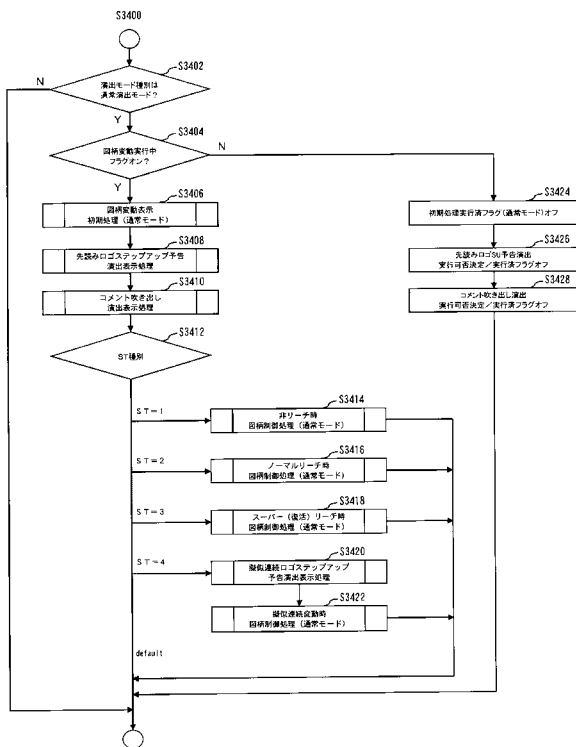 S3400
S3402
N
演出モード種別は
通常演出モード？
Y
S3404
図柄変動実行中
フラグオン？
N
Y
S3406
図柄変動表示
初期処理（通常モード）
S3408
先読みロゴステップアップ予告
演出表示処理
S3410
コメント吹き出し
演出表示処理
S3412
ST種別
S3424
初期処理実行済フラグ(通常モード)オフ
S3426
先読みロゴSU予告演出
実行可否決定／実行済フラグオフ
S3428
コメント吹き出し演出
実行可否決定／実行済フラグオフ
ST=1
S3414
非リーチ時
図柄制御処理（通常モード）
ST=2
S3416
ノーマルリーチ時
図柄制御処理（通常モード）
ST=3
S3418
スーパー（復活）リーチ時
図柄制御処理（通常モード）
ST=4
S3420
擬似連続ロゴステップアップ
予告演出表示処理
S3422
擬似連続変動時
図柄制御処理（通常モード）
default